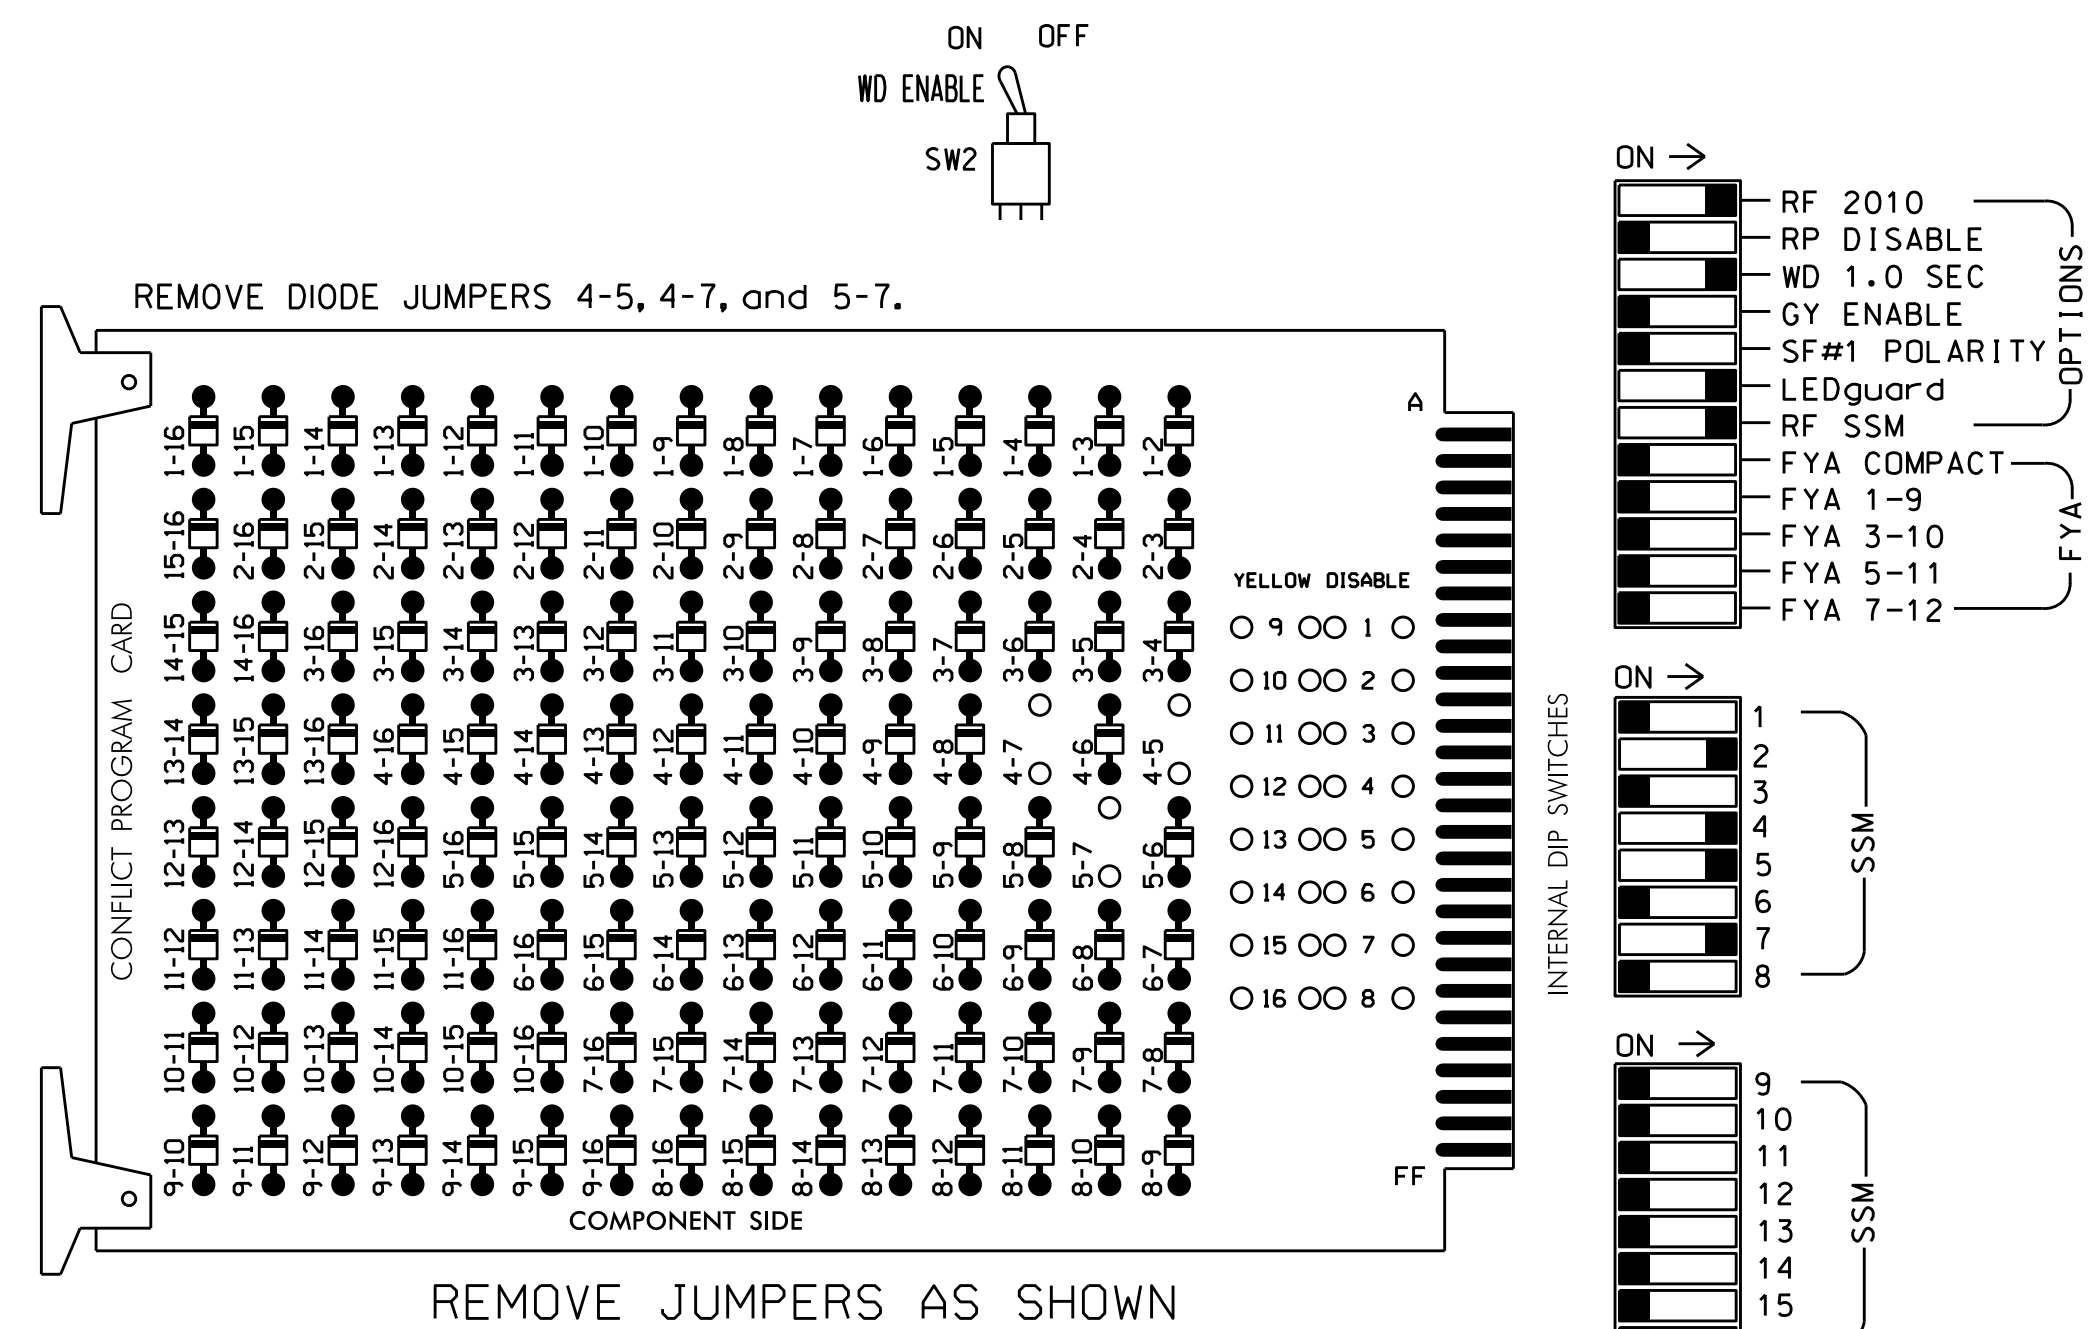 ON OFF
WD ENABLE
SW2
REMOVE DIODE JUMPERS 4-5, 4-7, and 5-7.
CONFLICT PROGRAM CARD
1-16 1-15 1-14 1-13 1-12 1-11 1-10 1-9 1-8 1-7 1-6 1-5 1-4 1-3 1-2
15-16 2-16 2-15 2-14 2-13 2-12 2-11 2-10 2-9 2-8 2-7 2-6 2-5 2-4 2-3
14-15 14-16 3-16 3-15 3-14 3-13 3-12 3-11 3-10 3-9 3-8 3-7 3-6 3-5 3-4
13-14 13-15 13-16 4-16 4-15 4-14 4-13 4-12 4-11 4-10 4-9 4-8 4-7 4-6 4-5
12-13 12-14 12-15 12-16 5-16 5-15 5-14 5-13 5-12 5-11 5-10 5-9 5-8 5-7 5-6
11-12 11-13 11-14 11-15 11-16 6-16 6-15 6-14 6-13 6-12 6-11 6-10 6-9 6-8 6-7
10-11 10-12 10-13 10-14 10-15 10-16 7-16 7-15 7-14 7-13 7-12 7-11 7-10 7-9 7-8
9-10 9-11 9-12 9-13 9-14 9-15 9-16 8-16 8-15 8-14 8-13 8-12 8-11 8-10 8-9
COMPONENT SIDE
A
YELLOW DISABLE
9 1
10 2
11 3
12 4
13 5
14 6
15 7
16 8
FF
REMOVE JUMPERS AS SHOWN
INTERNAL DIP SWITCHES
ON
RF 2010
RP DISABLE
WD 1.0 SEC
GY ENABLE
SF#1 POLARITY
LEDguard
RF SSM
OPTIONS
FYA COMPACT
FYA 1-9
FYA 3-10
FYA 5-11
FYA 7-12
FYA
ON
1
2
3
4
5
6
7
8
SSM
ON
9
10
11
12
13
14
15
SSM